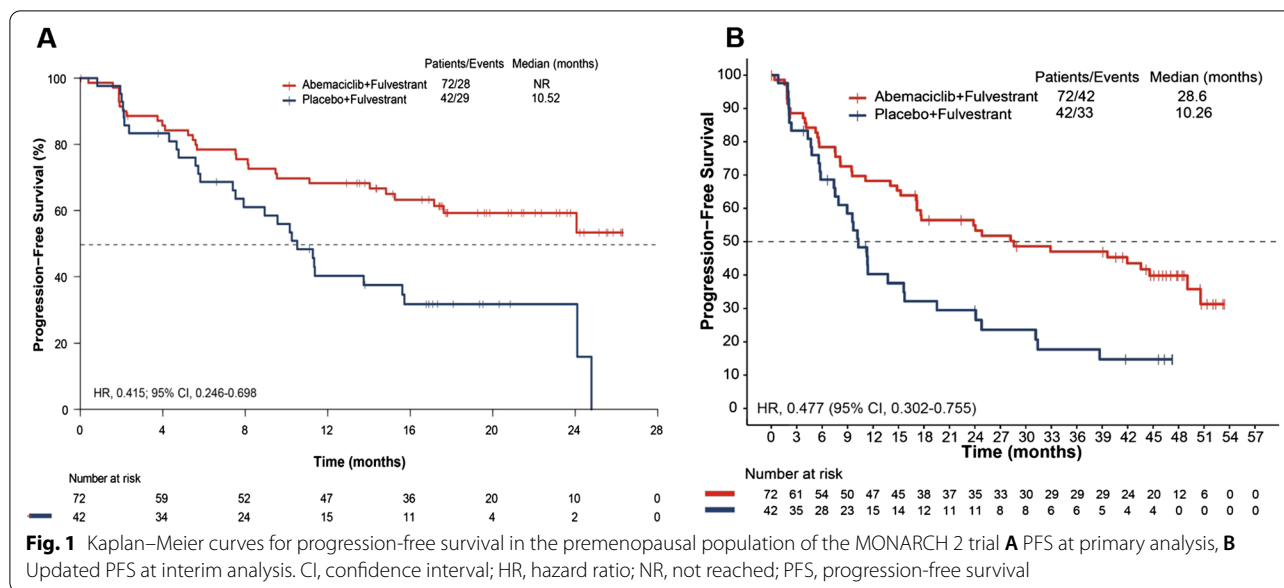 A
Patients/Events Median (months)
Abemaciclib+Fulvestrant 72/28 NR
Placebo+Fulvestrant 42/29 10.52
Progression-Free Survival (%)
100
80
60
40
20
0
HR, 0.415; 95% CI, 0.246-0.698
0 4 8 12 16 20 24 28
Time (months)
Number at risk
72 59 52 47 36 20 10 0
42 34 24 15 11 4 2 0
B
Patients/Events Median (months)
Abemaciclib+Fulvestrant 72/42 28.6
Placebo+Fulvestrant 42/33 10.26
Progression-Free Survival
100
90
80
70
60
50
40
30
20
10
0
HR, 0.477 (95% CI, 0.302-0.755)
0 3 6 9 12 15 18 21 24 27 30 33 36 39 42 45 48 51 54 57
Time (months)
Number at risk
72 61 54 50 47 45 38 37 35 33 30 29 29 29 24 20 12 6 0 0
42 35 28 23 15 14 12 11 11 8 8 6 6 5 4 4 0 0 0 0
Fig. 1 Kaplan–Meier curves for progression-free survival in the premenopausal population of the MONARCH 2 trial A PFS at primary analysis, B
Updated PFS at interim analysis. CI, confidence interval; HR, hazard ratio; NR, not reached; PFS, progression-free survival